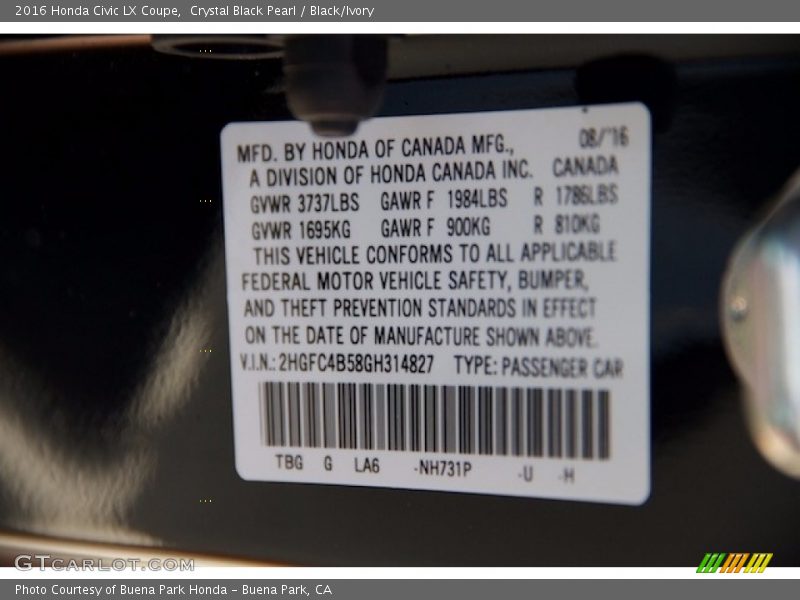 2016 Honda Civic LX Coupe,  Crystal Black Pearl / Black/Ivory
MFD. BY HONDA OF CANADA MFG., 08/'16
A DIVISION OF HONDA CANADA INC. CANADA
GVWR 3737LBS GAWR F 1984LBS R 1786LBS
GVWR 1695KG GAWR F 900KG R 810KG
THIS VEHICLE CONFORMS TO ALL APPLICABLE
FEDERAL MOTOR VEHICLE SAFETY, BUMPER,
AND THEFT PREVENTION STANDARDS IN EFFECT
ON THE DATE OF MANUFACTURE SHOWN ABOVE.
V.I.N.: 2HGFC4B58GH314827 TYPE: PASSENGER CAR
TBG G LA6 -NH731P -U -H
GTCARLOT.COM
Photo Courtesy of Buena Park Honda - Buena Park, CA